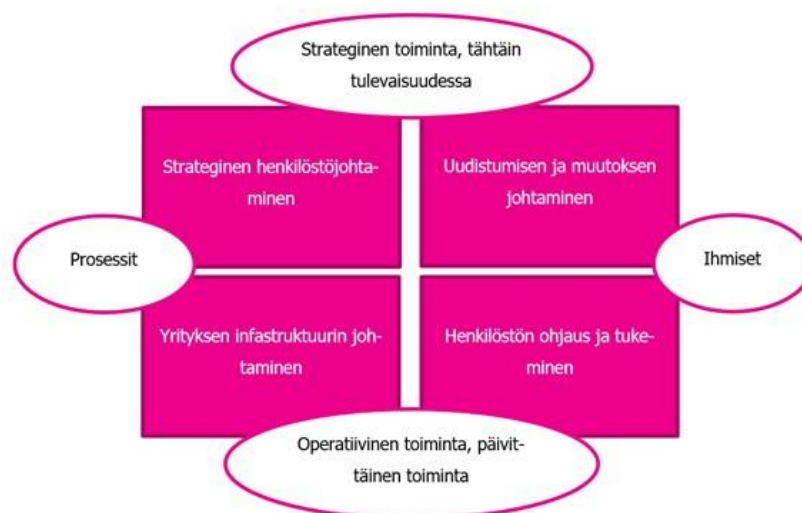 Strateginen toiminta, tähtäin
tulevaisuudessa
Strateginen henkilöstöjohta-
minen
Uudistumisen ja muutoksen
johtaminen
Prosessit
Ihmiset
Yrityksen infastruktuurin joh-
taminen
Henkilöstön ohjaus ja tuke-
minen
Operatiivinen toiminta, päivit-
täinen toiminta